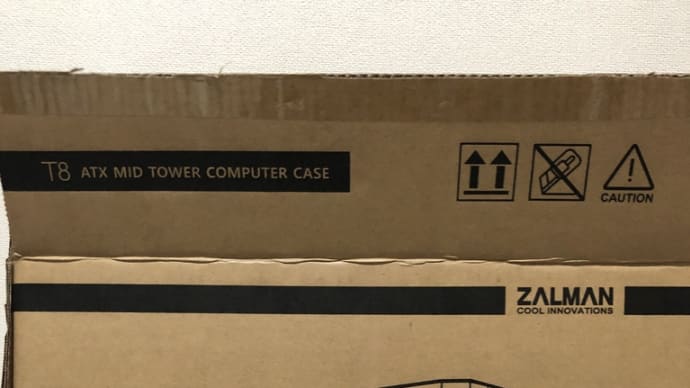 T8 ATX MID TOWER COMPUTER CASE
CAUTION
ZALMAN
COOL INNOVATIONS